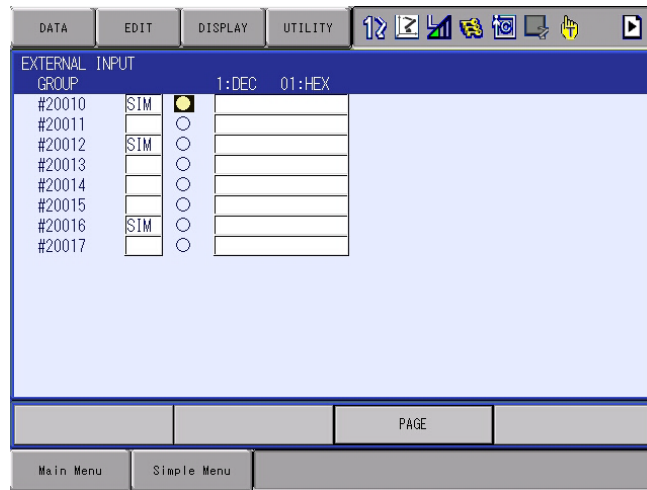 DATA EDIT DISPLAY UTILITY
EXTERNAL INPUT
GROUP 1:DEC 01:HEX
#20010 SIM
#20011
#20012 SIM
#20013
#20014
#20015
#20016 SIM
#20017
PAGE
Main Menu Simple Menu